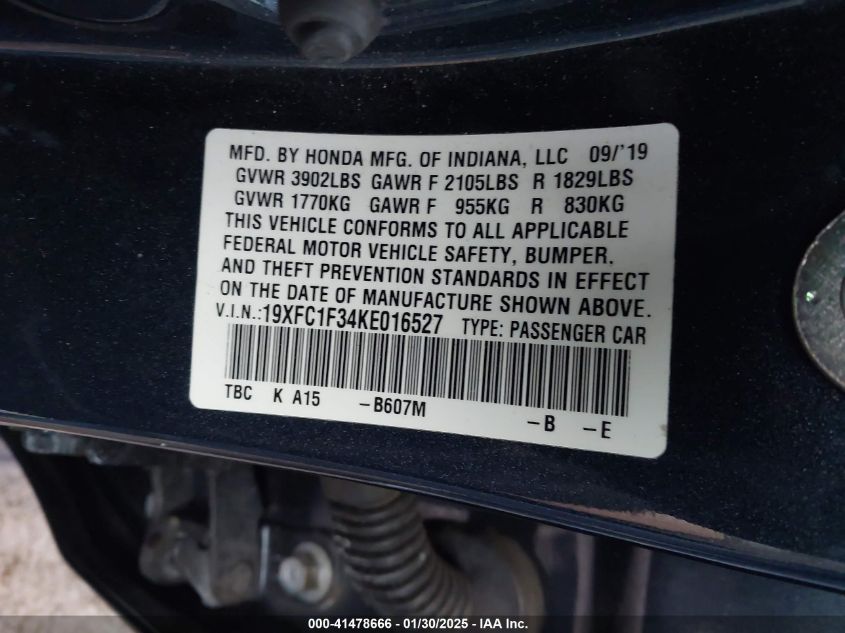 MFD. BY HONDA MFG. OF INDIANA, LLC 09/'19
GVWR 3902LBS GAWR F 2105LBS R 1829LBS
GVWR 1770KG GAWR F 955KG R 830KG
THIS VEHICLE CONFORMS TO ALL APPLICABLE
FEDERAL MOTOR VEHICLE SAFETY, BUMPER,
AND THEFT PREVENTION STANDARDS IN EFFECT
ON THE DATE OF MANUFACTURE SHOWN ABOVE.
V.I.N.:19XFC1F34KE016527 TYPE: PASSENGER CAR
TBC K A15 -B607M -B -E
000-41478666 - 01/30/2025 - IAA Inc.